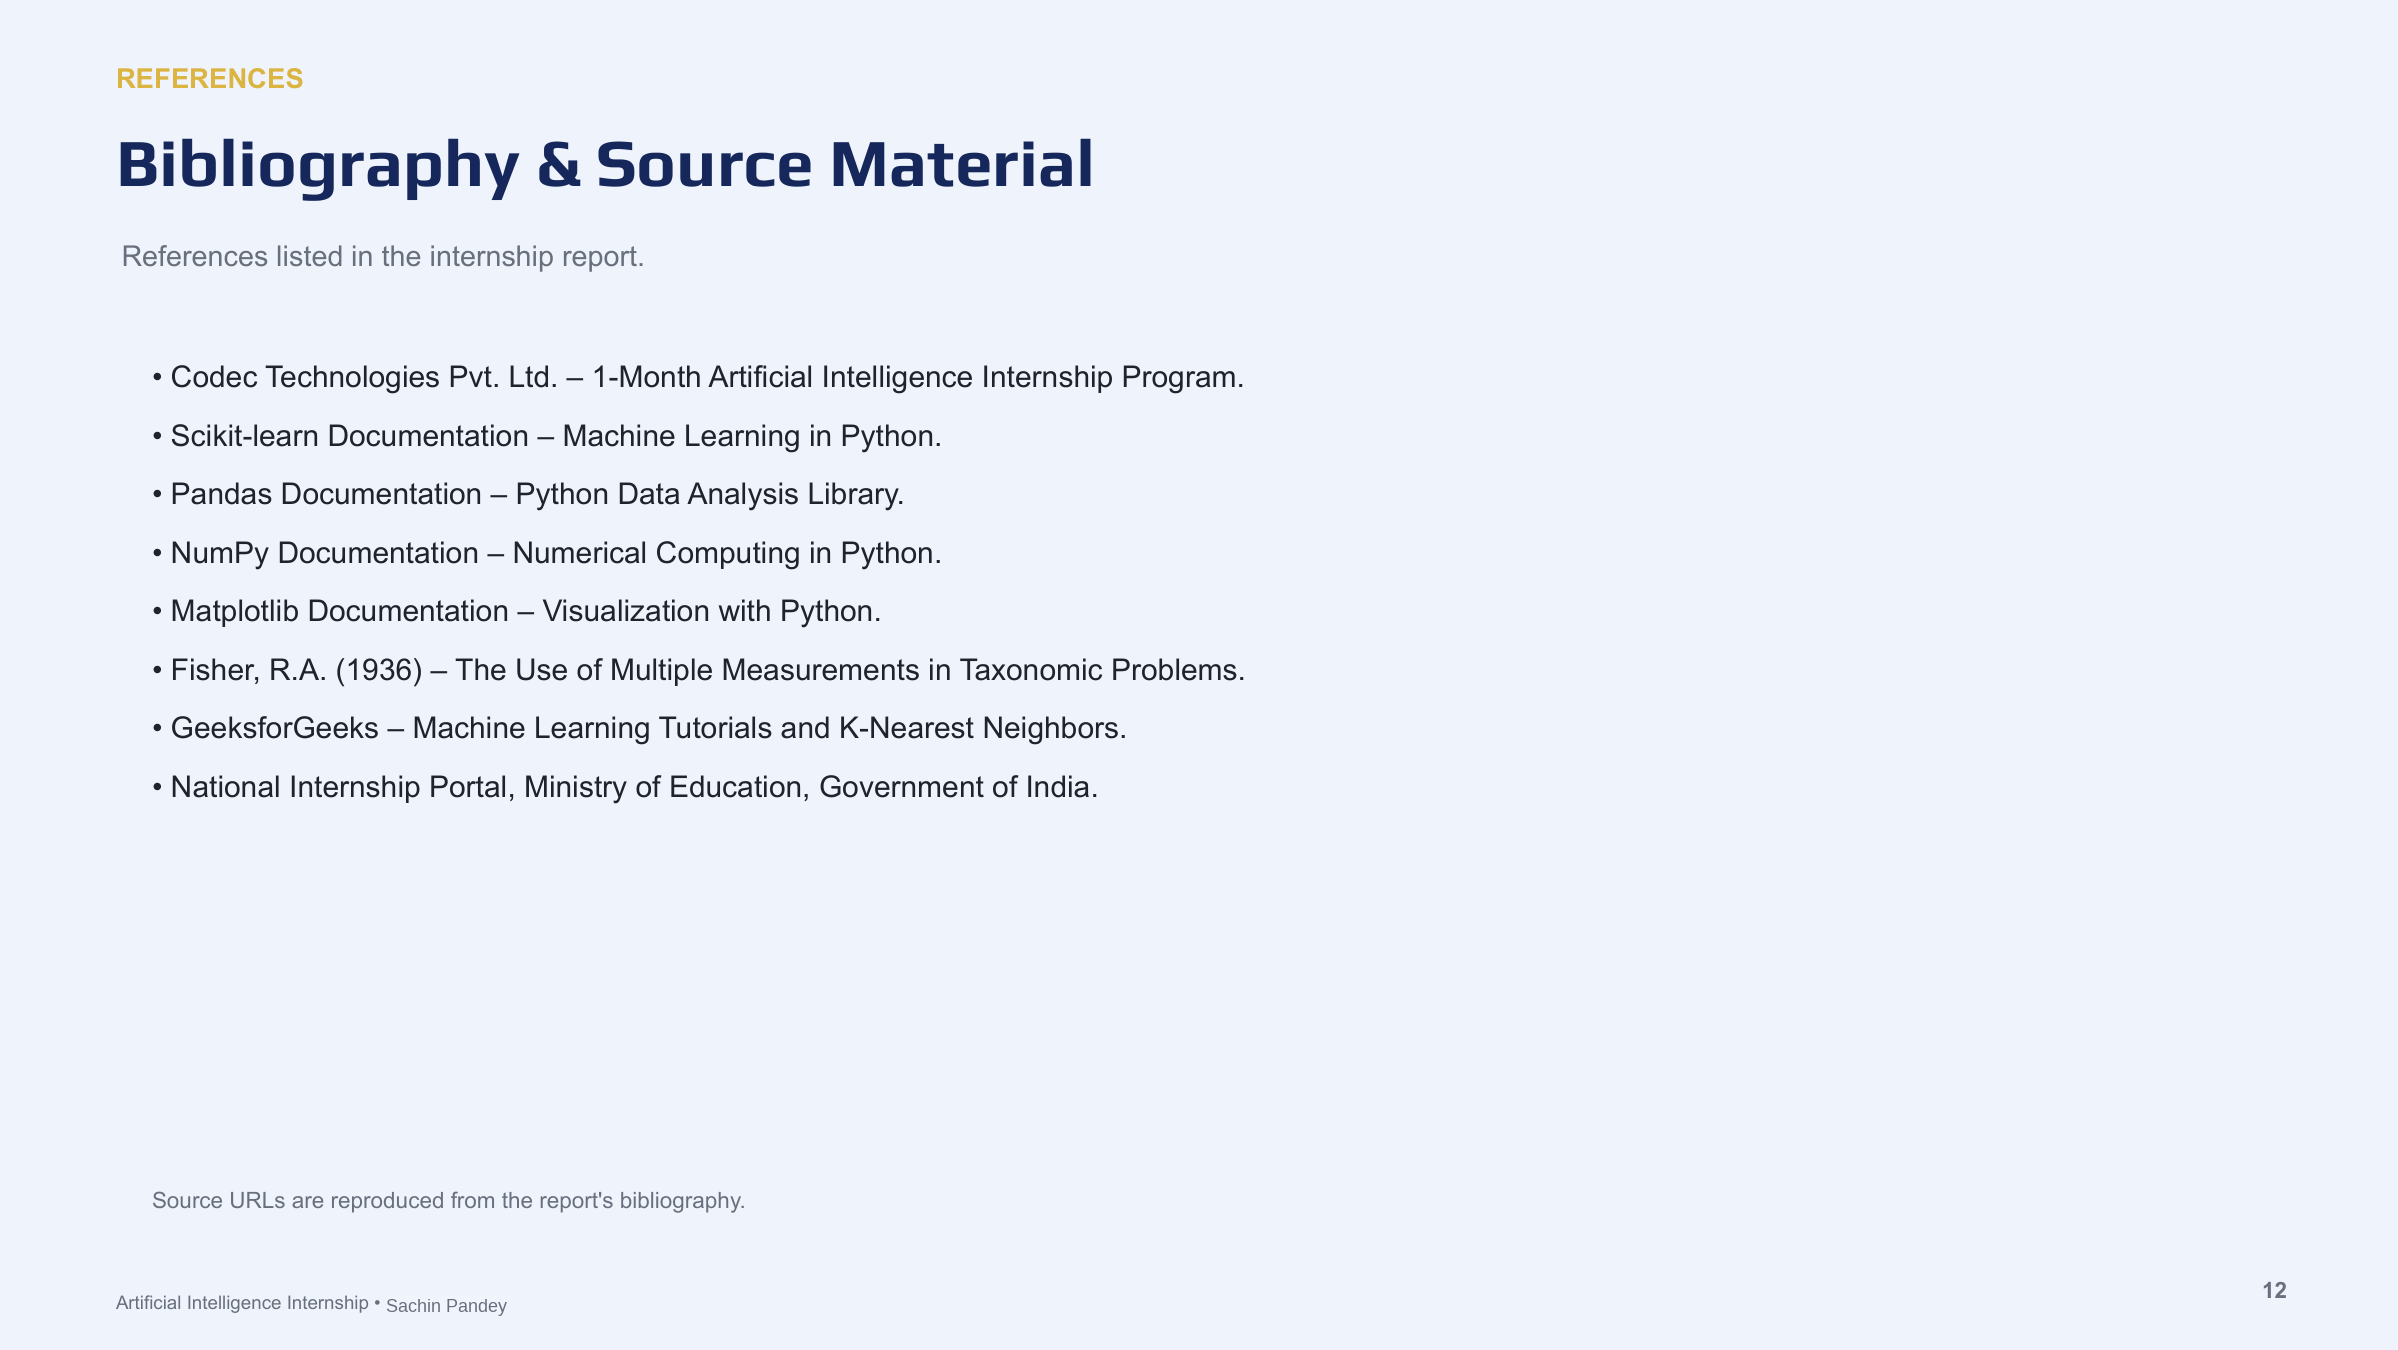 REFERENCES
Bibliography & Source Material
References listed in the internship report.
• Codec Technologies Pvt. Ltd. – 1-Month Artificial Intelligence Internship Program.
• Scikit-learn Documentation – Machine Learning in Python.
• Pandas Documentation – Python Data Analysis Library.
• NumPy Documentation – Numerical Computing in Python.
• Matplotlib Documentation – Visualization with Python.
• Fisher, R.A. (1936) – The Use of Multiple Measurements in Taxonomic Problems.
• GeeksforGeeks – Machine Learning Tutorials and K-Nearest Neighbors.
• National Internship Portal, Ministry of Education, Government of India.
Source URLs are reproduced from the report's bibliography.
Artificial Intelligence Internship • Sachin Pandey
12